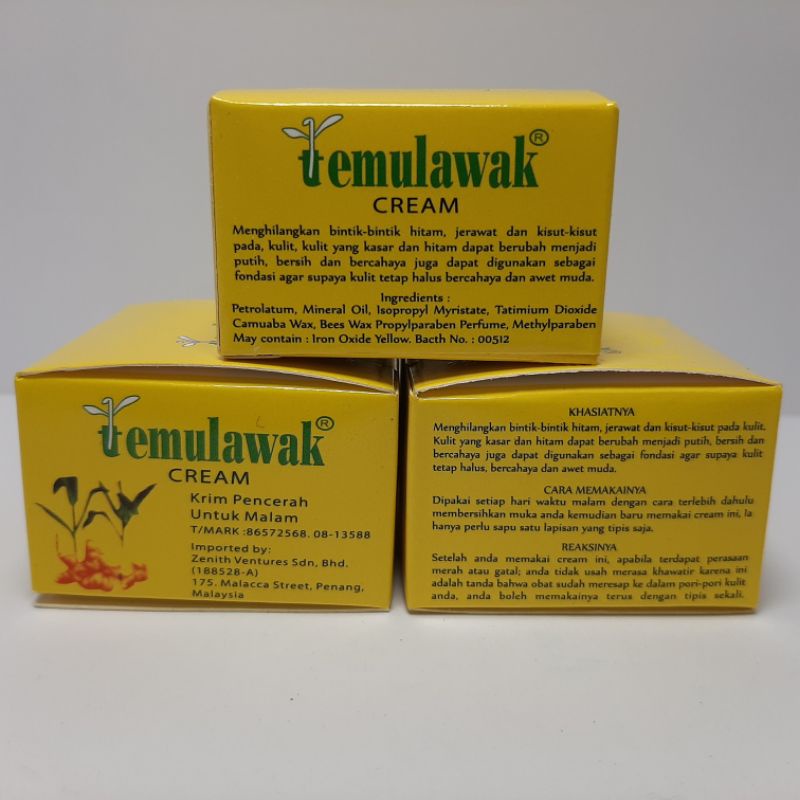 temulawak®
CREAM
Menghilangkan bintik-bintik hitam, jerawat dan kisut-kisut
pada, kulit, kulit yang kasar dan hitam dapat berubah menjadi
putih, bersih dan bercahaya juga dapat digunakan sebagai
fondasi agar supaya kulit tetap halus bercahaya dan awet muda.
Ingredients :
Petrolatum, Mineral Oil, Isopropyl Myristate, Tatimium Dioxide
Camuaba Wax, Bees Wax Propylparaben Perfume, Methylparaben
May contain : Iron Oxide Yellow. Bacth No. : 00512
temulawak®
CREAM
Krim Pencerah
Untuk Malam
T/MARK :86572568. 08-13588
Imported by:
Zenith Ventures Sdn, Bhd.
(188528-A)
175. Malacca Street, Penang,
Malaysia
KHASIATNYA
Menghilangkan bintik-bintik hitam, jerawat dan kisut-kisut pada kulit.
Kulit yang kasar dan hitam dapat berubah menjadi putih, bersih dan
bercahaya juga dapat digunakan sebagai fondasi agar supaya kulit
tetap halus, bercahaya dan awet muda.
CARA MEMAKAINYA
Dipakai setiap hari waktu malam dengan cara terlebih dahulu
membersihkan muka anda kemudian baru memakai cream ini, la
hanya perlu sapu satu lapisan yang tipis saja.
REAKSINYA
Setelah anda memakai cream ini, apabila terdapat perasaan
merah atau gatal; anda tidak usah merasa khawatir karena ini
adalah tanda bahwa obat sudah meresap ke dalam pori-pori kulit
anda, anda boleh memakainya terus dengan tipis sekali.